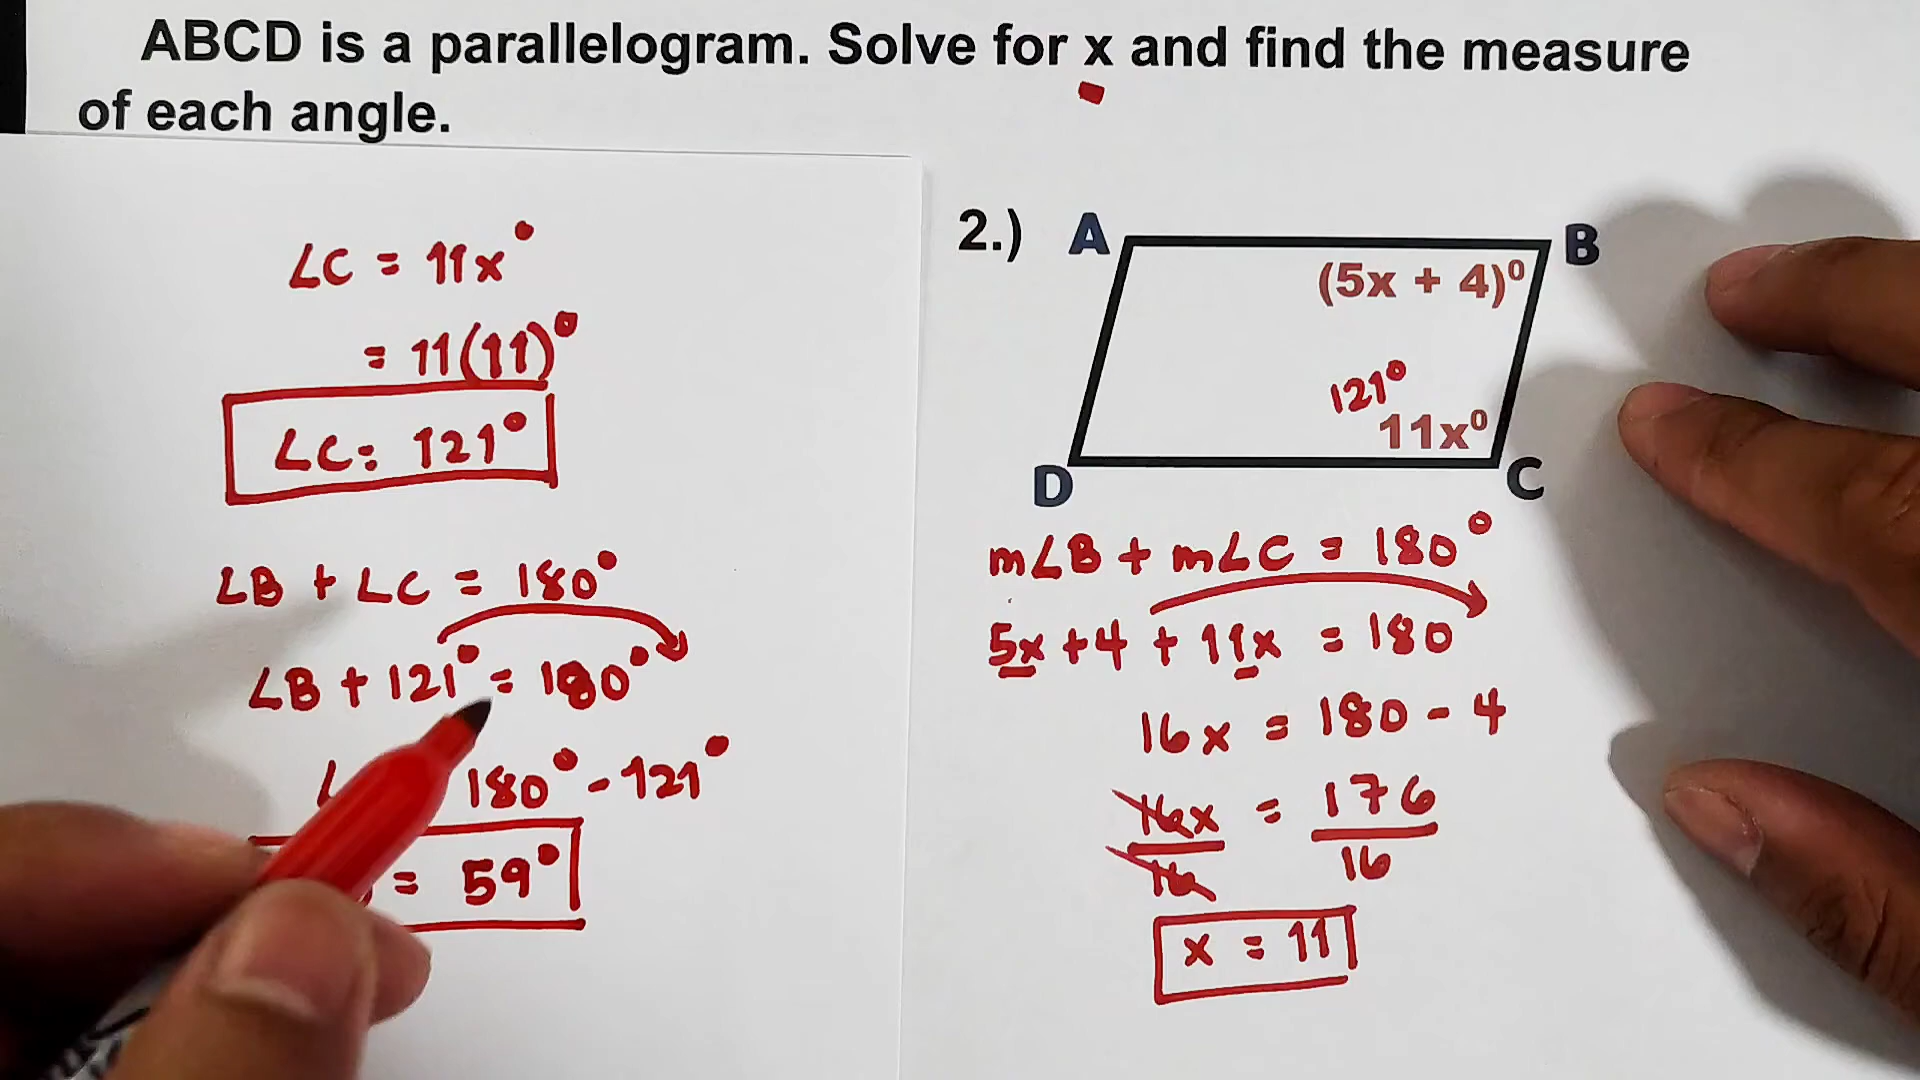 ABCD is a parallelogram. Solve for x and find the measure
of each angle.
∠C = 11x°
= 11(11)°
∠C = 121°
∠B + ∠C = 180°
∠B + 121° = 180°
∠ 180° - 121°
= 59°
2.) A B
(5x + 4)⁰
121°
11x⁰
D C
m∠B + m∠C = 180°
5x + 4 + 11x = 180
16x = 180 - 4
16x = 176
16 16
x = 11